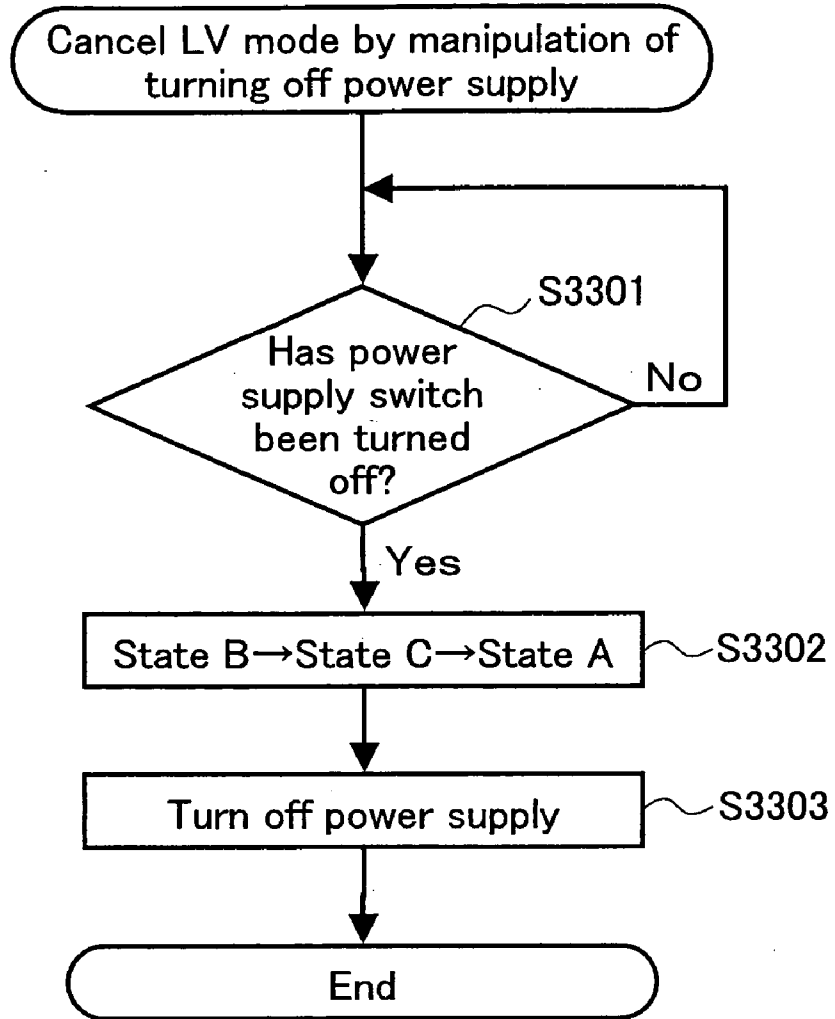 Cancel LV mode by manipulation of
turning off power supply
S3301
Has power
supply switch
been turned
off?
No
Yes
State B→State C→State A
S3302
Turn off power supply
S3303
End